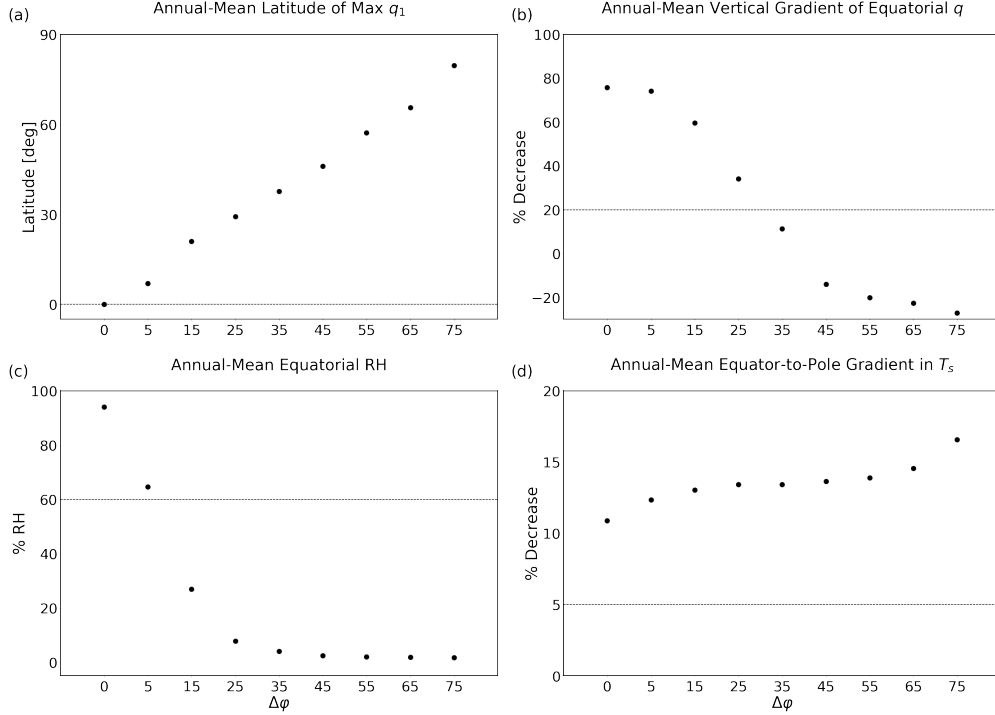 (a)
Annual-Mean Latitude of Max q₁
Latitude [deg]
90
60
30
0
0 5 15 25 35 45 55 65 75
(b)
Annual-Mean Vertical Gradient of Equatorial q
% Decrease
100
80
60
40
20
0
−20
0 5 15 25 35 45 55 65 75
(c)
Annual-Mean Equatorial RH
% RH
100
80
60
40
20
0
0 5 15 25 35 45 55 65 75
Δφ
(d)
Annual-Mean Equator-to-Pole Gradient in Tₛ
% Decrease
20
15
10
5
0
0 5 15 25 35 45 55 65 75
Δφ